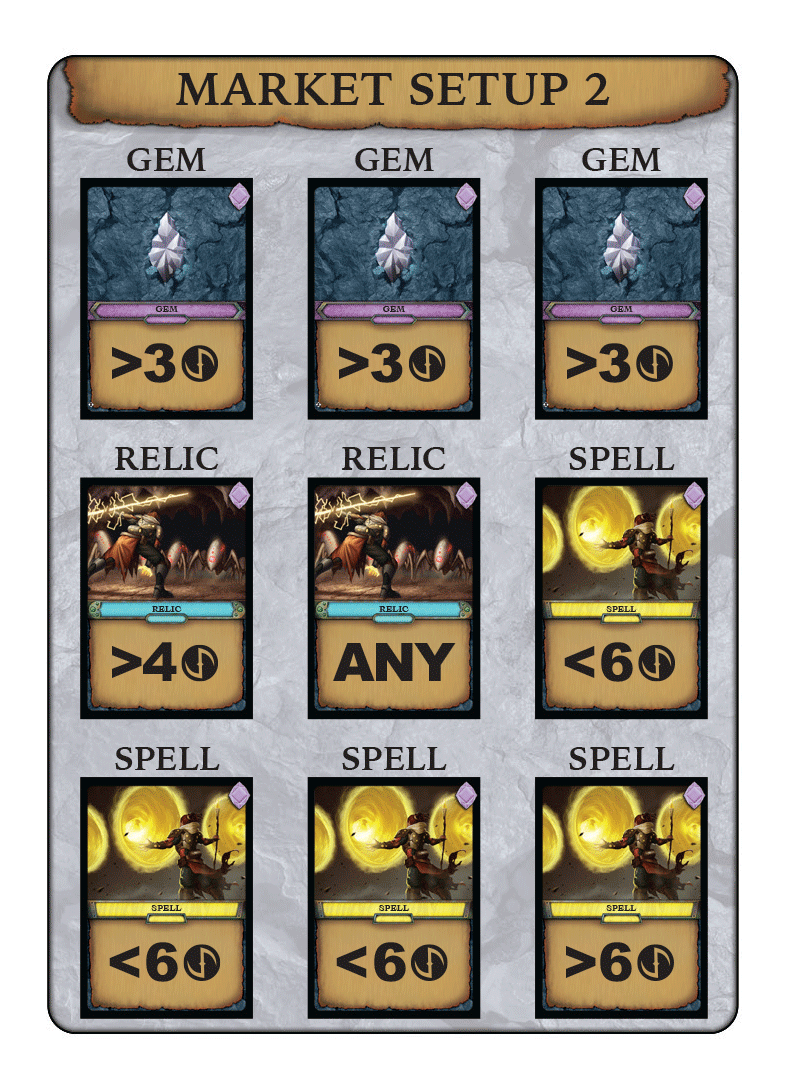 MARKET SETUP 2
GEM GEM GEM
GEM GEM GEM
>3 >3 >3
RELIC RELIC SPELL
RELIC RELIC SPELL
>4 ANY <6
SPELL SPELL SPELL
SPELL SPELL SPELL
<6 <6 >6